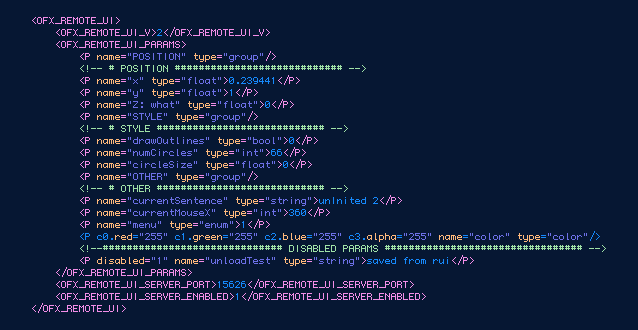 <OFX_REMOTE_UI>
<OFX_REMOTE_UI_V>2</OFX_REMOTE_UI_V>
<OFX_REMOTE_UI_PARAMS>
<P name="POSITION" type="group"/>
<!-- # POSITION ############################ -->
<P name="x" type="float">0.239441</P>
<P name="y" type="float">1</P>
<P name="Z: what" type="float">0</P>
<P name="STYLE" type="group"/>
<!-- # STYLE ############################ -->
<P name="drawOutlines" type="bool">0</P>
<P name="numCircles" type="int">66</P>
<P name="circleSize" type="float">0</P>
<P name="OTHER" type="group"/>
<!-- # OTHER ############################ -->
<P name="currentSentence" type="string">uninited 2</P>
<P name="currentMouseX" type="int">360</P>
<P name="menu" type="enum">1</P>
<P c0.red="255" c1.green="255" c2.blue="255" c3.alpha="255" name="color" type="color"/>
<!--############################## DISABLED PARAMS ################################# -->
<P disabled="1" name="unloadTest" type="string">saved from rui</P>
</OFX_REMOTE_UI_PARAMS>
<OFX_REMOTE_UI_SERVER_PORT>15626</OFX_REMOTE_UI_SERVER_PORT>
<OFX_REMOTE_UI_SERVER_ENABLED>1</OFX_REMOTE_UI_SERVER_ENABLED>
</OFX_REMOTE_UI>